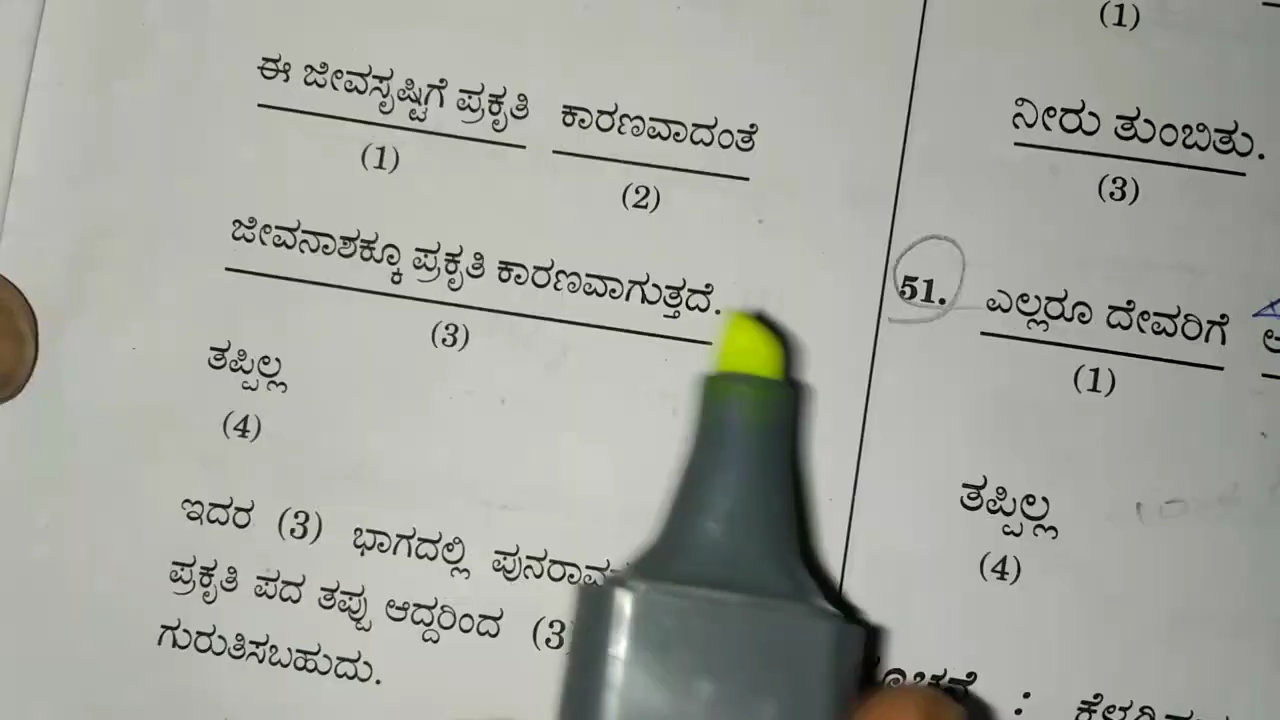 ಈ ಜೀವಸೃಷ್ಟಿಗೆ ಪ್ರಕೃತಿ ಕಾರಣವಾದಂತೆ
(1) (2)
ಜೀವನಾಶಕ್ಕೂ ಪ್ರಕೃತಿ ಕಾರಣವಾಗುತ್ತದೆ.
(3)
ತಪ್ಪಿಲ್ಲ
(4)
ಇದರ (3) ಭಾಗದಲ್ಲಿ
ಪ್ರಕೃತಿ ಪದ ತಪ್ಪು ಆದ್ದರಿಂದ (3)
ಗುರುತಿಸಬಹುದು.
(1)
ನೀರು ತುಂಬಿತು.
(3)
51. ಎಲ್ಲರೂ ದೇವರಿಗೆ
(1)
ತಪ್ಪಿಲ್ಲ
(4)